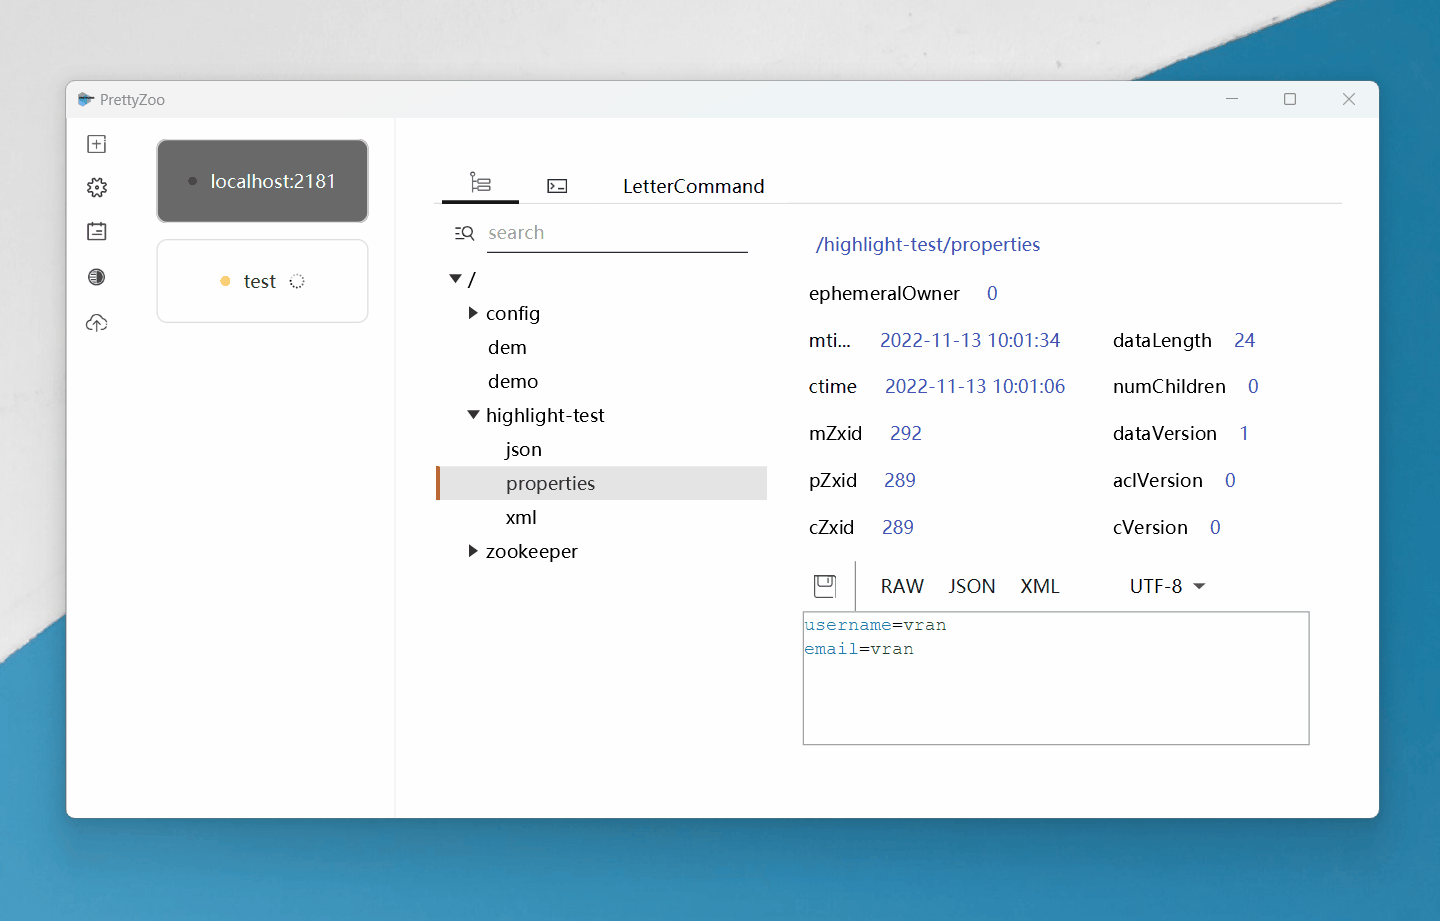 PrettyZoo
localhost:2181
test
LetterCommand
search
/
config
dem
demo
highlight-test
json
properties
xml
zookeeper
/highlight-test/properties
ephemeralOwner 0
mti... 2022-11-13 10:01:34 dataLength 24
ctime 2022-11-13 10:01:06 numChildren 0
mZxid 292 dataVersion 1
pZxid 289 aclVersion 0
cZxid 289 cVersion 0
RAW JSON XML UTF-8
username=vran
email=vran